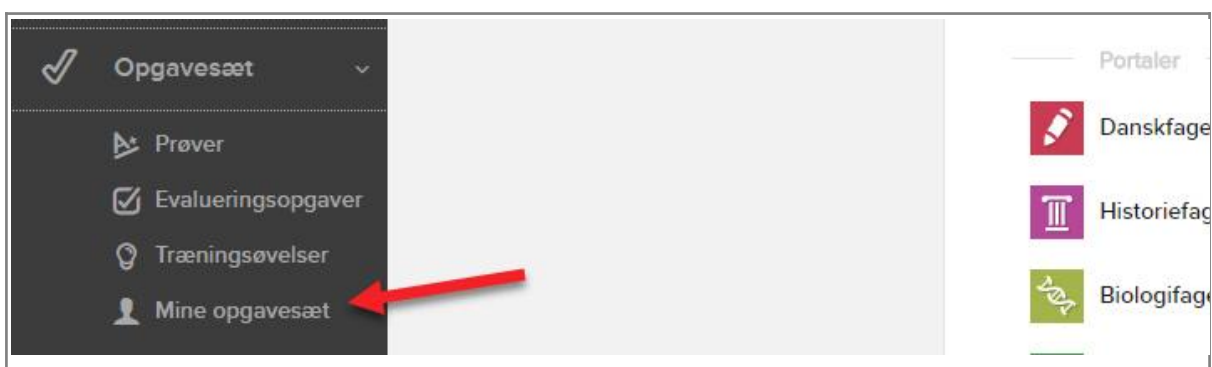 Opgavesæt
Prøver
Evalueringsopgaver
Træningsøvelser
Mine opgavesæt
Portaler
Danskfage
Historiefag
Biologifage